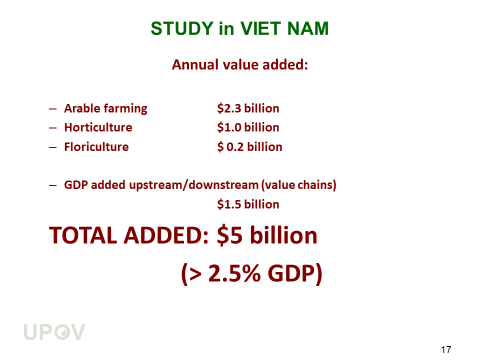 STUDY in VIET NAM
Annual value added:
– Arable farming $2.3 billion
– Horticulture $1.0 billion
– Floriculture $ 0.2 billion
– GDP added upstream/downstream (value chains)
$1.5 billion
TOTAL ADDED: $5 billion
(> 2.5% GDP)
UPOV
17